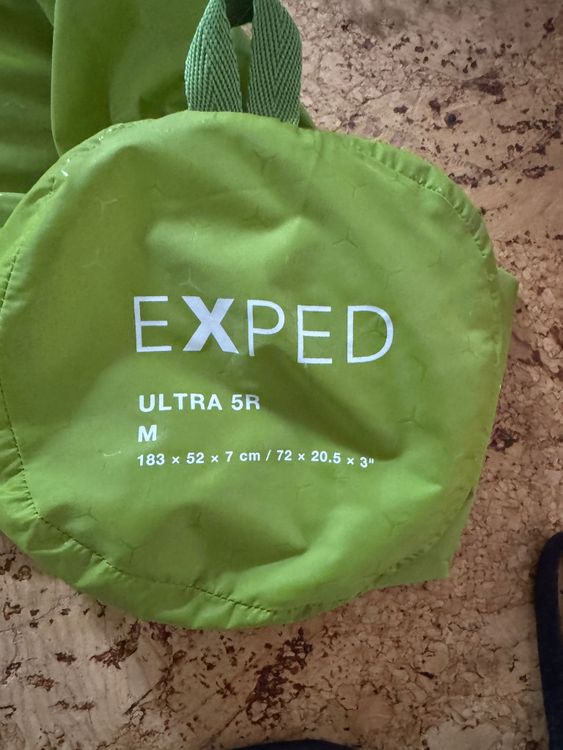 EXPED
ULTRA 5R
M
183 × 52 × 7 cm / 72 × 20.5 × 3"